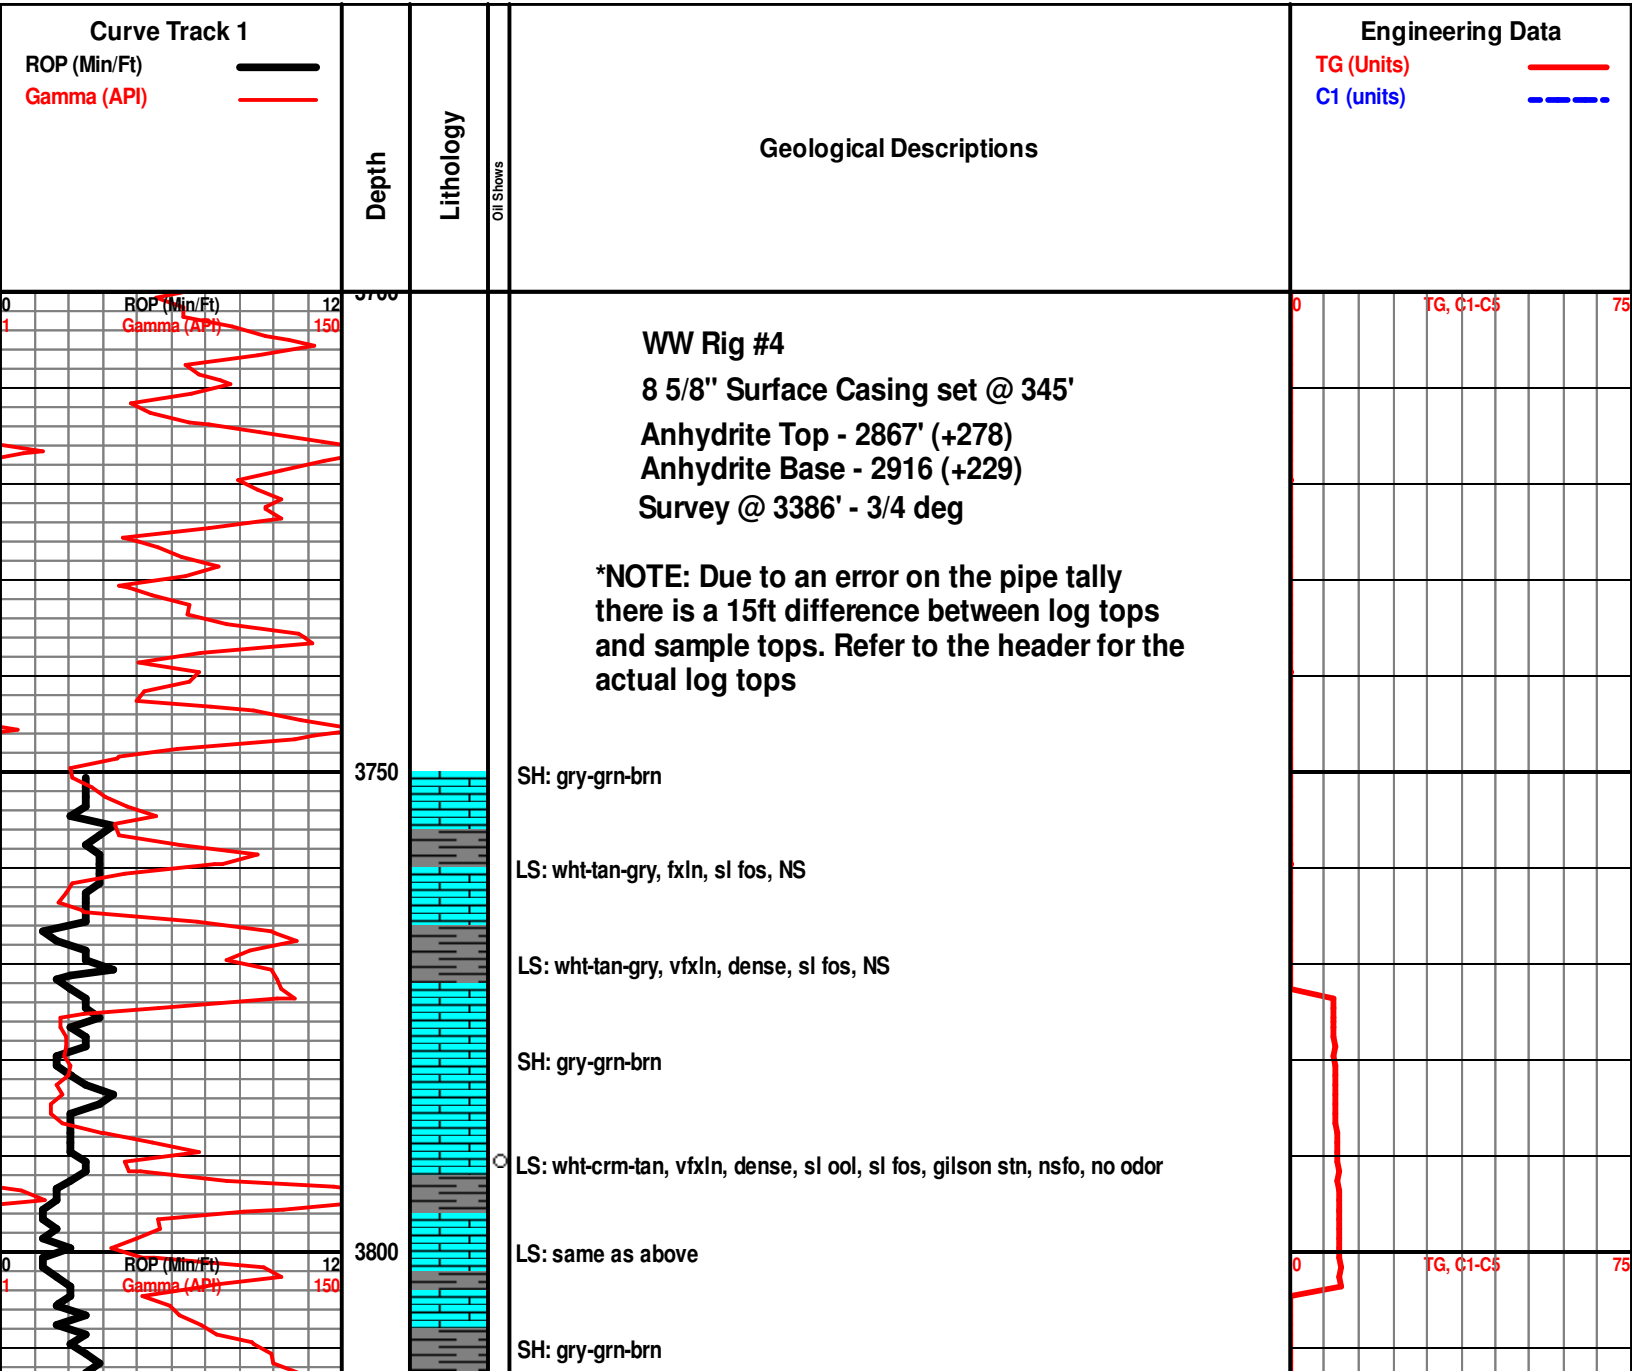 Curve Track 1
ROP (Min/Ft)
Gamma (API)
Depth
Lithology
Oil Shows
Geological Descriptions
Engineering Data
TG (Units)
C1 (units)
0 ROP (Min/Ft) 12
1 Gamma (API) 150
3700
0 TG, C1-C5 75
WW Rig #4
8 5/8" Surface Casing set @ 345'
Anhydrite Top - 2867' (+278)
Anhydrite Base - 2916 (+229)
Survey @ 3386' - 3/4 deg
*NOTE: Due to an error on the pipe tally
there is a 15ft difference between log tops
and sample tops. Refer to the header for the
actual log tops
3750
SH: gry-grn-brn
LS: wht-tan-gry, fxln, sl fos, NS
LS: wht-tan-gry, vfxln, dense, sl fos, NS
SH: gry-grn-brn
LS: wht-crm-tan, vfxln, dense, sl ool, sl fos, gilson stn, nsfo, no odor
3800
LS: same as above
0 ROP (Min/Ft) 12
1 Gamma (API) 150
0 TG, C1-C5 75
SH: gry-grn-brn